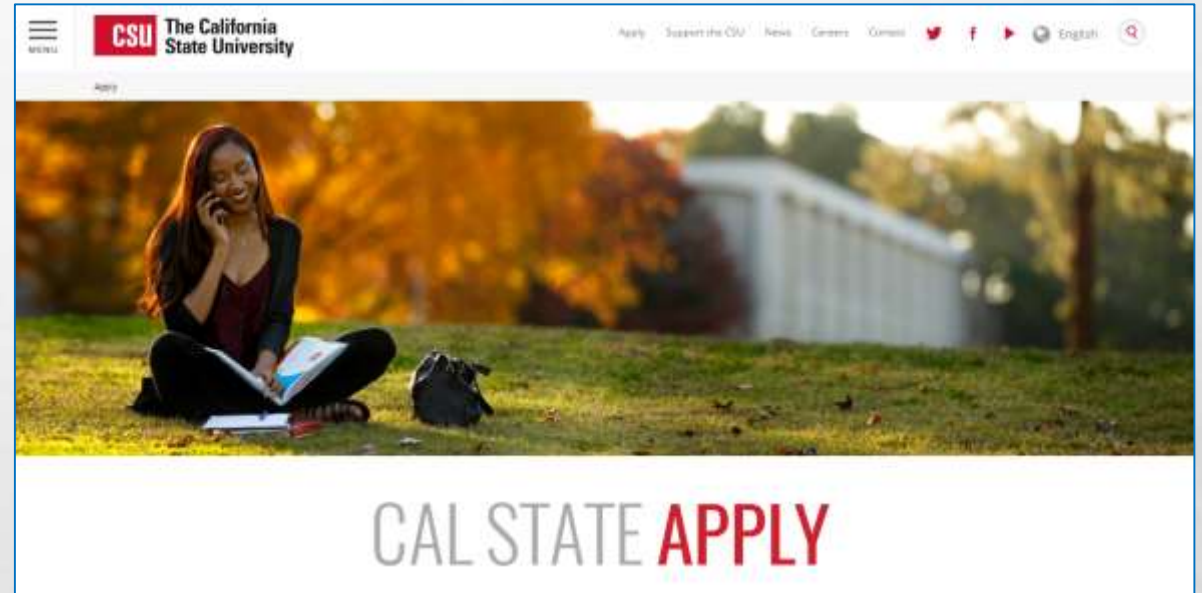 MENU
CSU The California
State University
Apply Support the CSU News Careers Contact English
Apply
CAL STATE APPLY